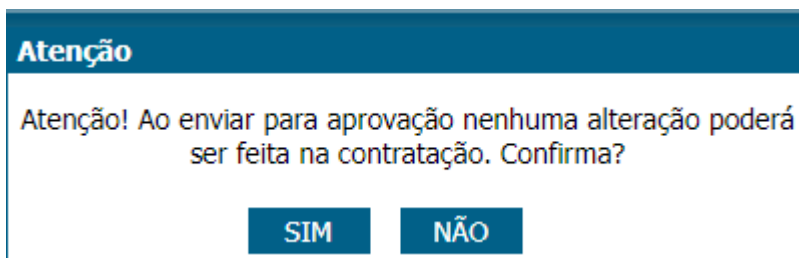 Atenção
Atenção! Ao enviar para aprovação nenhuma alteração poderá
ser feita na contratação. Confirma?
SIM NÃO